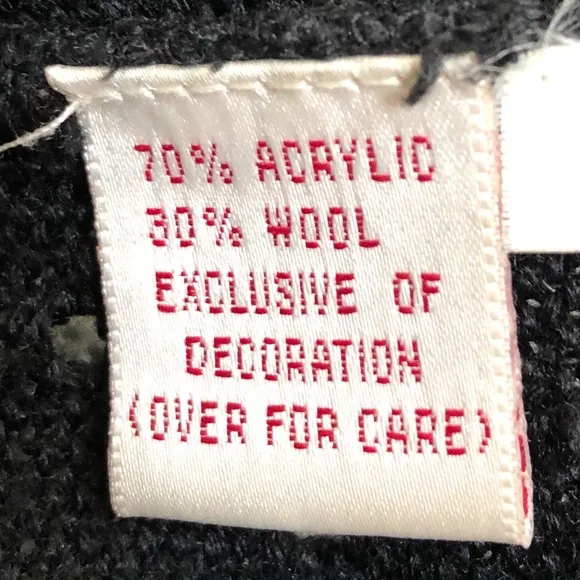 70% ACRYLIC
30% WOOL
EXCLUSIVE OF
DECORATION
(OVER FOR CARE)